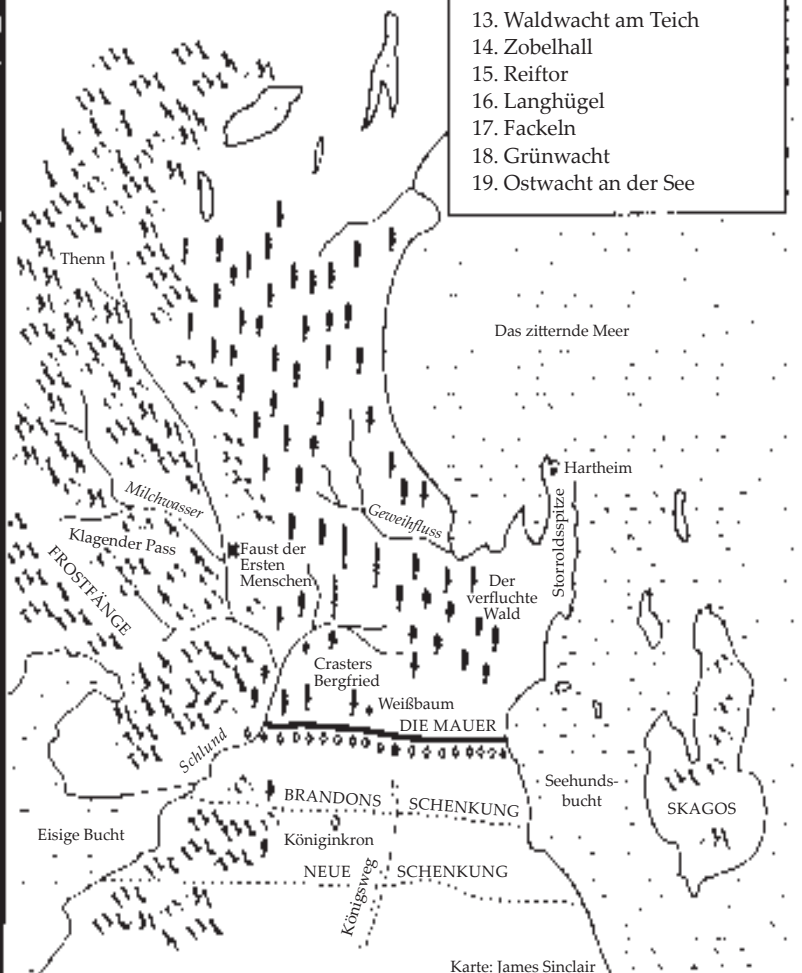 13. Waldwacht am Teich
14. Zobelhall
15. Reiftor
16. Langhügel
17. Fackeln
18. Grünwacht
19. Ostwacht an der See
Thenn
Das zitternde Meer
Hartheim
Storroldsspitze
Milchwasser
Geweihfluss
Klagender Pass
FROSTFÄNGE
Faust der
Ersten
Menschen
Der
verfluchte
Wald
Crasters
Bergfried
Weißbaum
DIE MAUER
Schlund
Seehunds-
bucht
SKAGOS
BRANDONS SCHENKUNG
Eisige Bucht
Königinkron
NEUE SCHENKUNG
Königsweg
Karte: James Sinclair